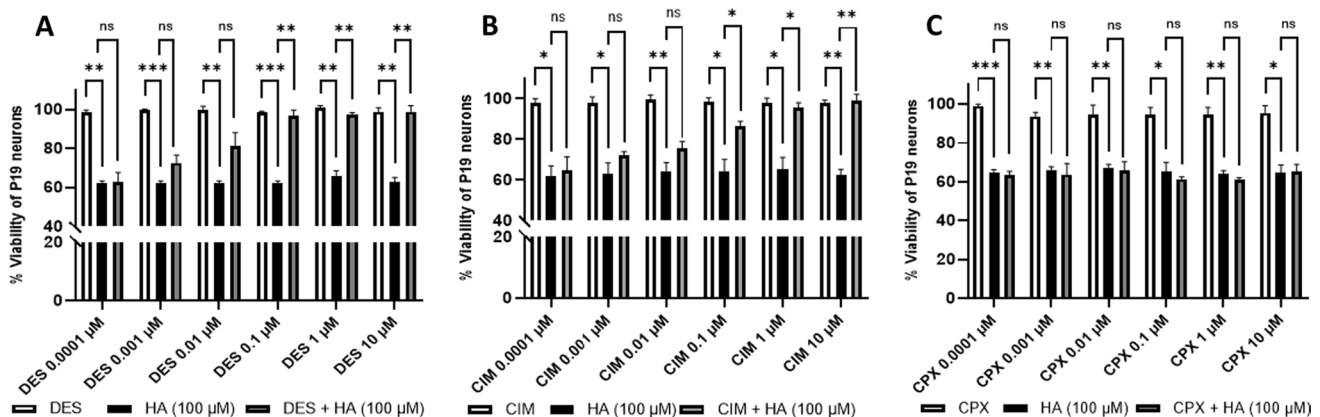 A
ns ns ns ** ** **
** *** ** *** ** **
% Viability of P19 neurons
100
80
60
40
20
0
DES 0.0001 µM
DES 0.001 µM
DES 0.01 µM
DES 0.1 µM
DES 1 µM
DES 10 µM
DES HA (100 µM) DES + HA (100 µM)
B
ns ns ns * * **
* * ** * * **
% Viability of P19 neurons
100
80
60
40
20
0
CIM 0.0001 µM
CIM 0.001 µM
CIM 0.01 µM
CIM 0.1 µM
CIM 1 µM
CIM 10 µM
CIM HA (100 µM) CIM + HA (100 µM)
C
ns ns ns ns ns ns
*** ** ** * ** *
% Viability of P19 neurons
100
80
60
40
20
0
CPX 0.0001 µM
CPX 0.001 µM
CPX 0.01 µM
CPX 0.1 µM
CPX 1 µM
CPX 10 µM
CPX HA (100 µM) CPX + HA (100 µM)